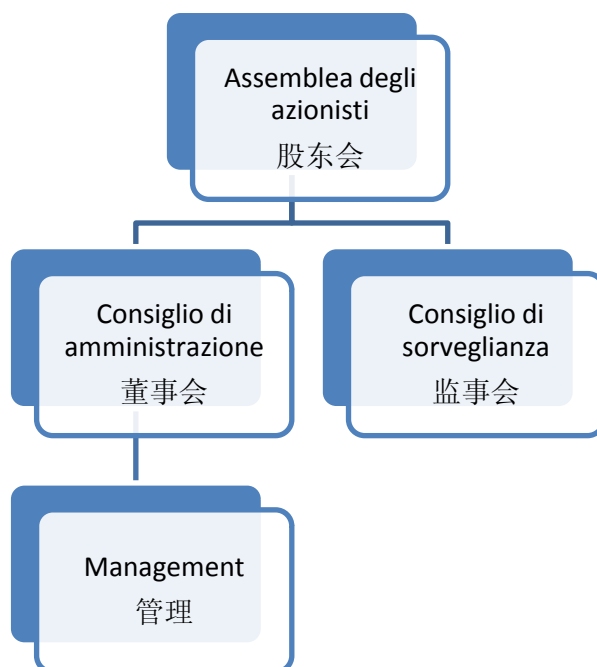 Assemblea degli
azionisti
股东会
Consiglio di
amministrazione
董事会
Consiglio di
sorveglianza
监事会
Management
管理